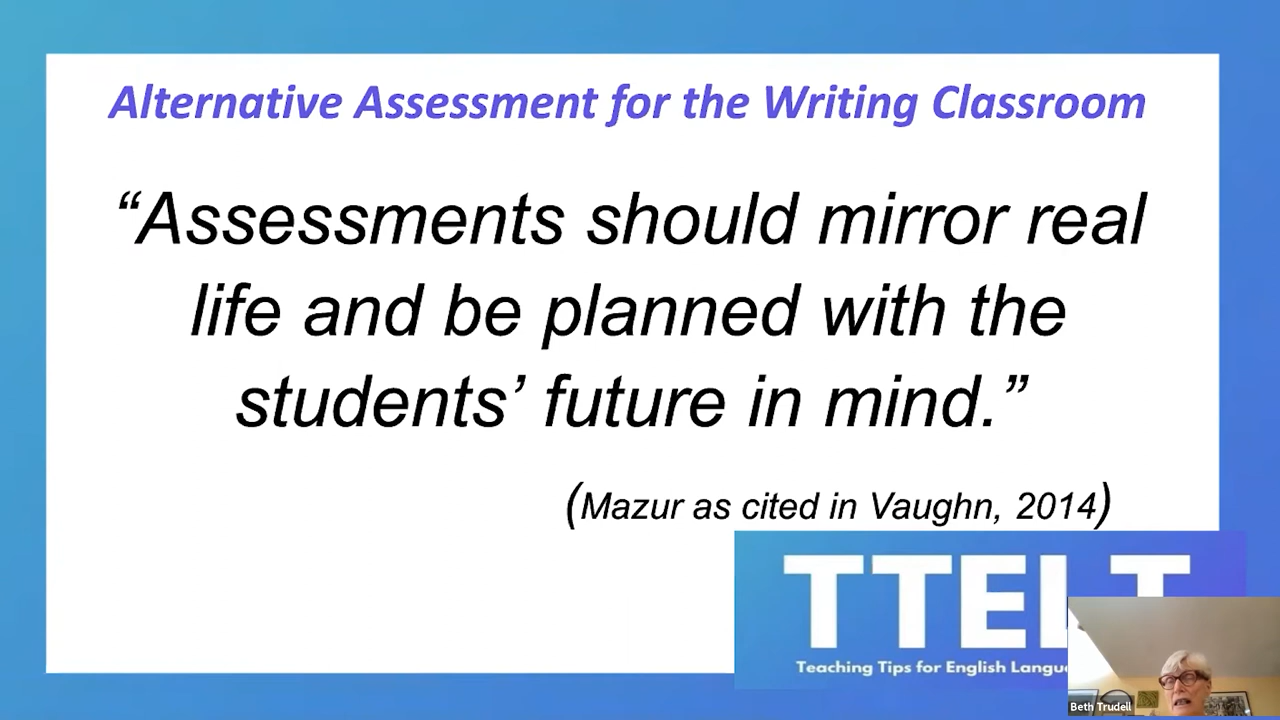 Alternative Assessment for the Writing Classroom
“Assessments should mirror real
life and be planned with the
students’ future in mind.”
(Mazur as cited in Vaughn, 2014)
TTELT
Teaching Tips for English Langu
Beth Trudell